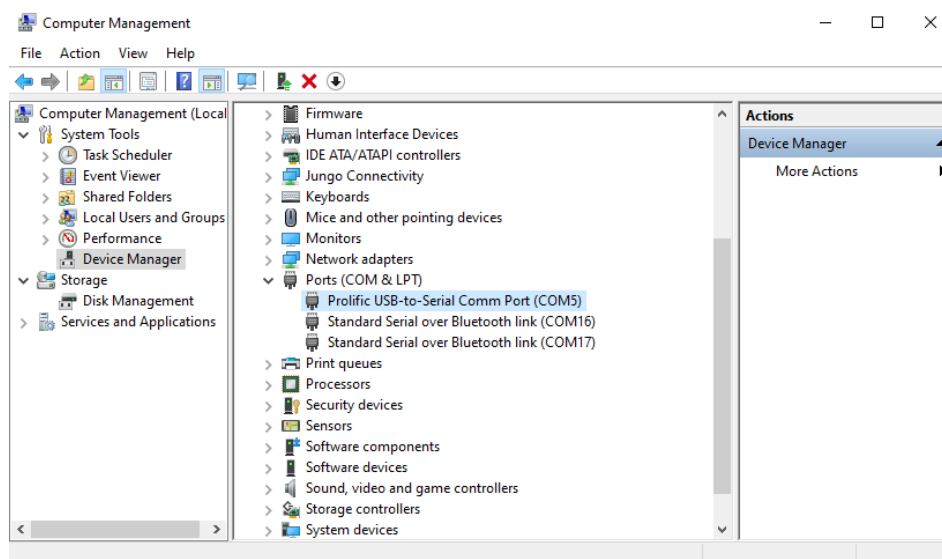 Computer Management
File Action View Help
Computer Management (Local
System Tools
Task Scheduler
Event Viewer
Shared Folders
Local Users and Groups
Performance
Device Manager
Storage
Disk Management
Services and Applications
Firmware
Human Interface Devices
IDE ATA/ATAPI controllers
Jungo Connectivity
Keyboards
Mice and other pointing devices
Monitors
Network adapters
Ports (COM & LPT)
Prolific USB-to-Serial Comm Port (COM5)
Standard Serial over Bluetooth link (COM16)
Standard Serial over Bluetooth link (COM17)
Print queues
Processors
Security devices
Sensors
Software components
Software devices
Sound, video and game controllers
Storage controllers
System devices
Actions
Device Manager
More Actions